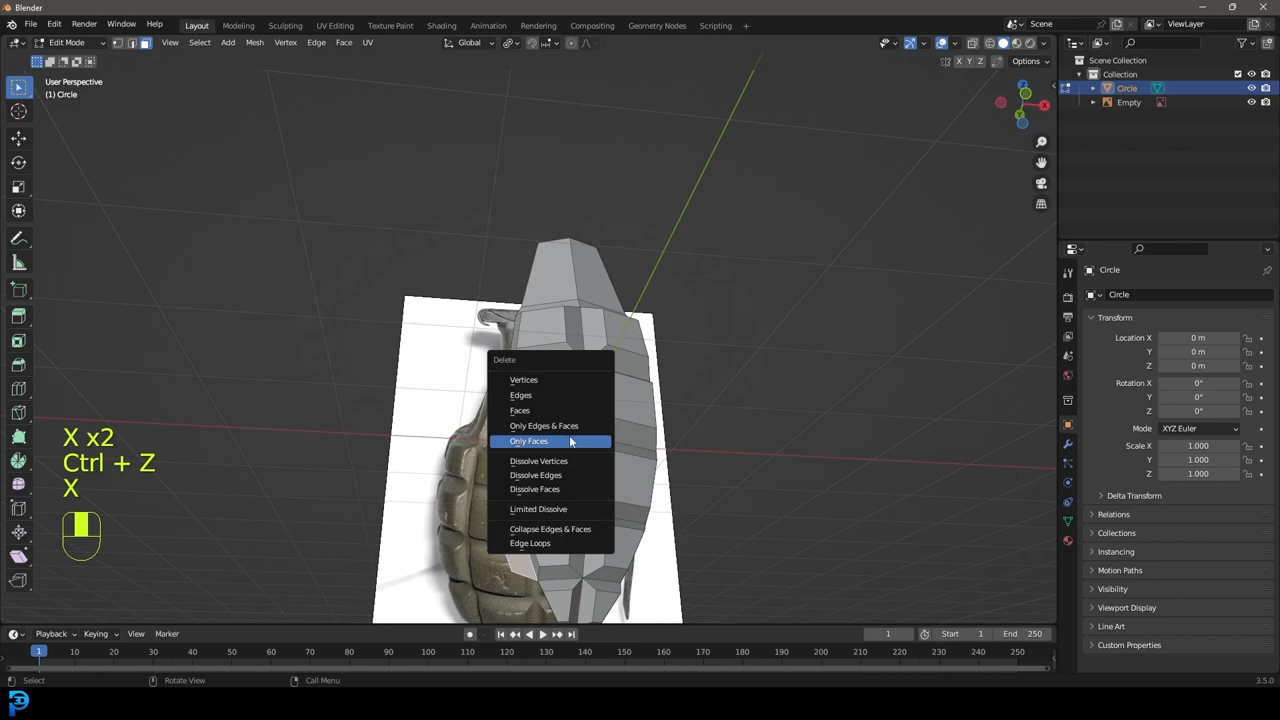 Blender
File Edit Render Window Help
Layout Modeling Sculpting UV Editing Texture Paint Shading Animation Rendering Compositing Geometry Nodes Scripting +
Scene
ViewLayer
Edit Mode
View Select Add Mesh Vertex Edge Face UV
Global
X Y Z
Options
User Perspective
(1) Circle
Z
X
Y
Scene Collection
Collection
Circle
Empty
Circle
Circle
Transform
Location X 0 m
Y 0 m
Z 0 m
Rotation X 0°
Y 0°
Z 0°
Mode XYZ Euler
Scale X 1.000
Y 1.000
Z 1.000
Delta Transform
Relations
Collections
Instancing
Motion Paths
Visibility
Viewport Display
Line Art
Custom Properties
Delete
Vertices
Edges
Faces
Only Edges & Faces
Only Faces
Dissolve Vertices
Dissolve Edges
Dissolve Faces
Limited Dissolve
Collapse Edges & Faces
Edge Loops
X x2
Ctrl + Z
X
Playback Keying View Marker
1
Start 1
End 250
1 10 20 30 40 50 60 70 80 90 100 110 120 130 140 150 160 170 180 190 200 210 220 230 240 250
Select
Rotate View
Call Menu
3.5.0